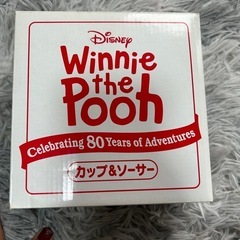 Disney
Winnie
the
Pooh
Celebrating 80 Years of Adventures
カップ&ソーサー